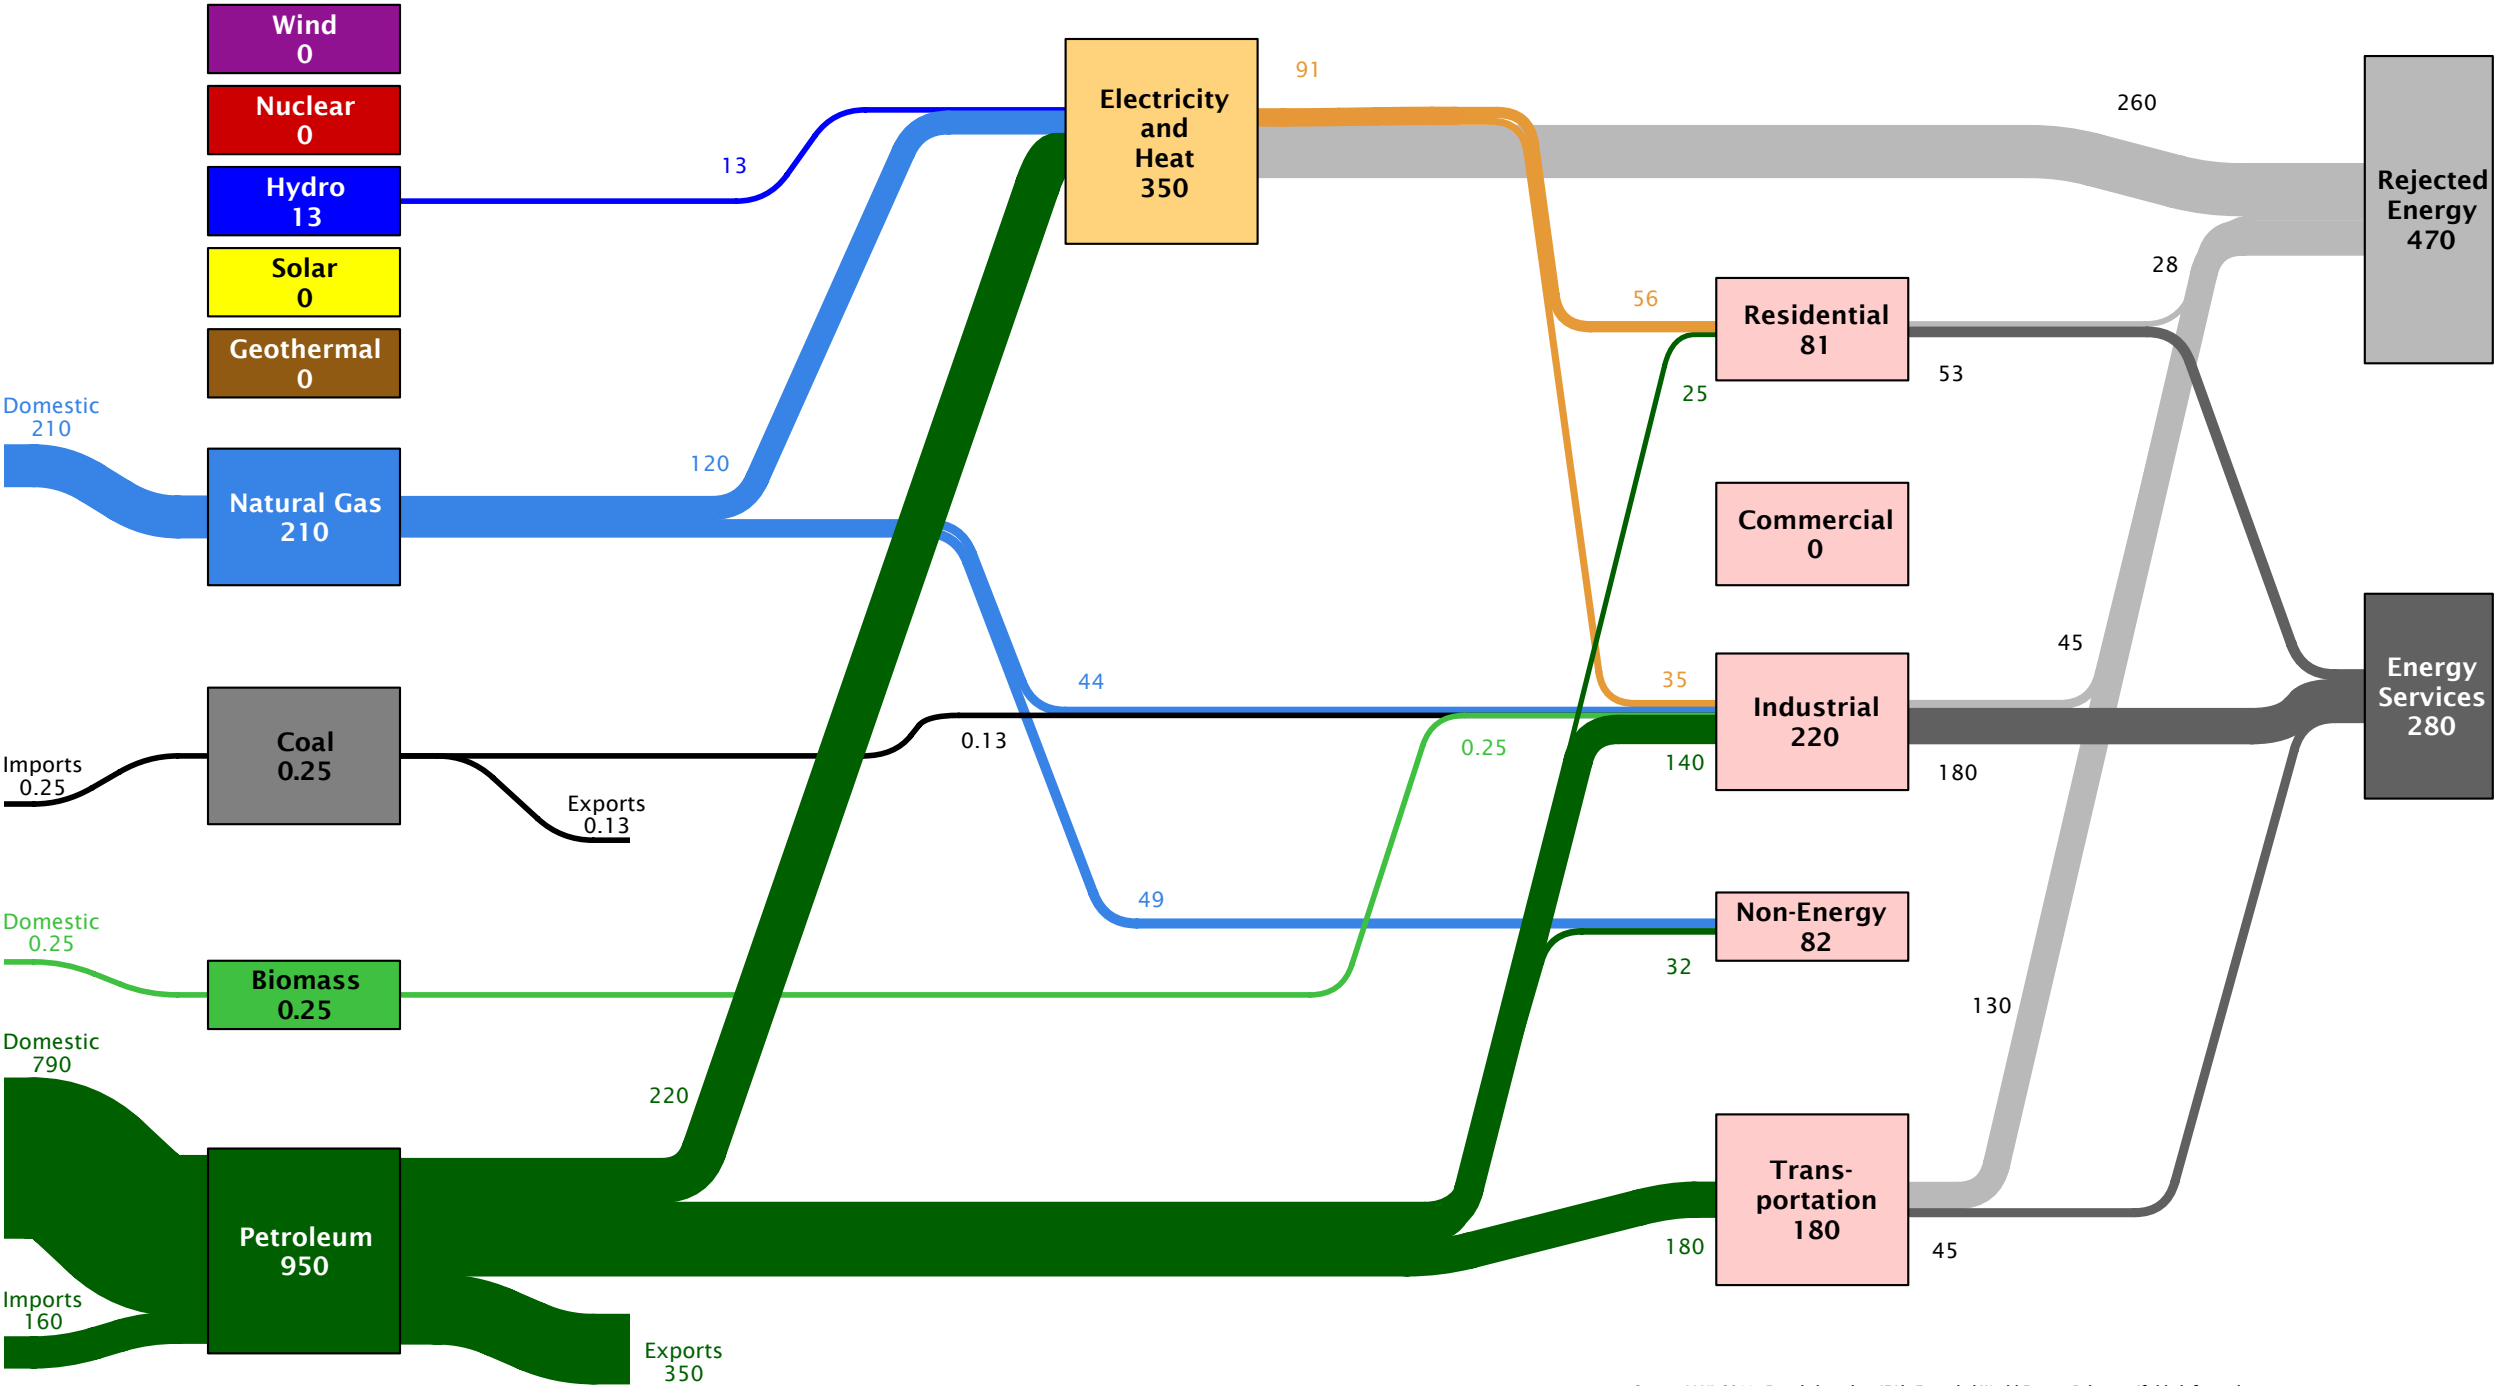 Wind
0
Nuclear
0
Hydro
13
Solar
0
Geothermal
0
Domestic
210
Natural Gas
210
Imports
0.25
Coal
0.25
Exports
0.13
Domestic
0.25
Biomass
0.25
Domestic
790
Imports
160
Petroleum
950
Exports
350
13
120
220
Electricity
and
Heat
350
91
44
0.13
49
0.25
56
25
35
140
32
180
Residential
81
Commercial
0
Industrial
220
Non-Energy
82
Trans-
portation
180
260
28
53
45
180
130
45
Rejected
Energy
470
Energy
Services
280